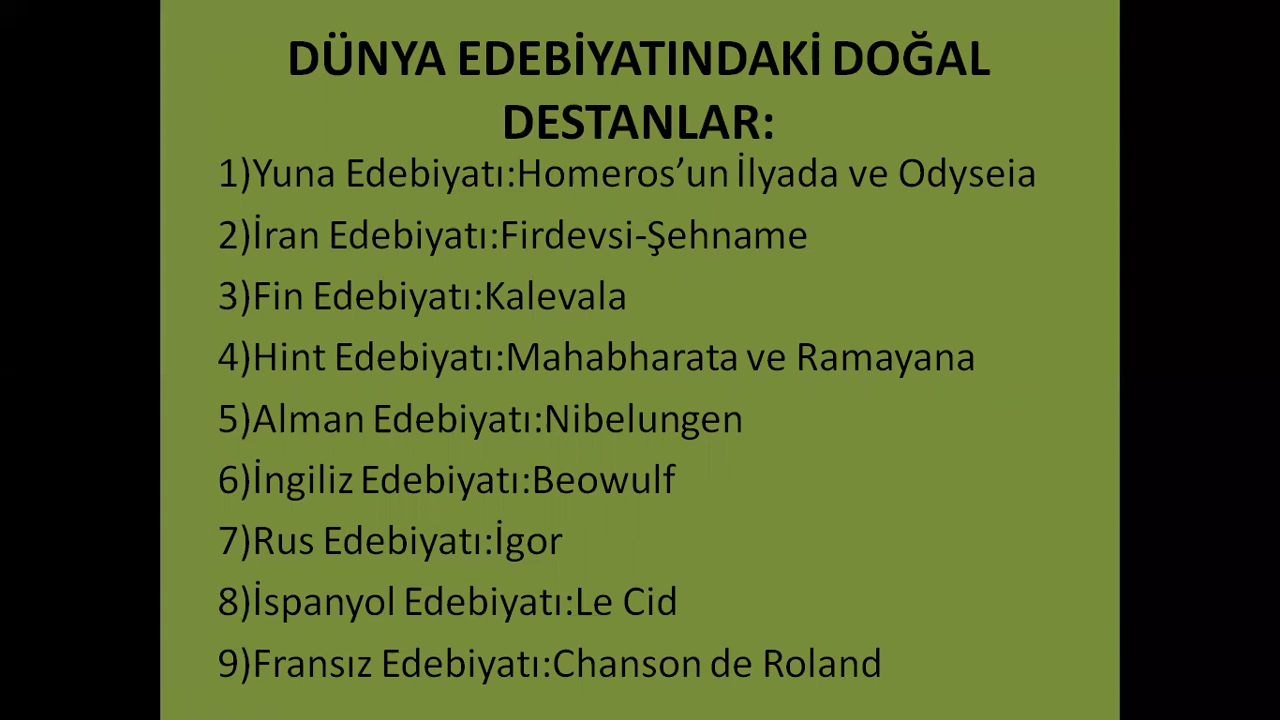 DÜNYA EDEBİYATINDAKİ DOĞAL
DESTANLAR:
1)Yuna Edebiyatı:Homeros’un İlyada ve Odyseia
2)İran Edebiyatı:Firdevsi-Şehname
3)Fin Edebiyatı:Kalevala
4)Hint Edebiyatı:Mahabharata ve Ramayana
5)Alman Edebiyatı:Nibelungen
6)İngiliz Edebiyatı:Beowulf
7)Rus Edebiyatı:İgor
8)İspanyol Edebiyatı:Le Cid
9)Fransız Edebiyatı:Chanson de Roland